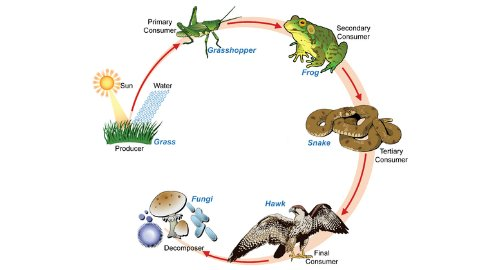 Primary
Consumer
Grasshopper
Secondary
Consumer
Frog
Sun
Water
Producer
Grass
Snake
Tertiary
Consumer
Hawk
Final
Consumer
Fungi
Decomposer